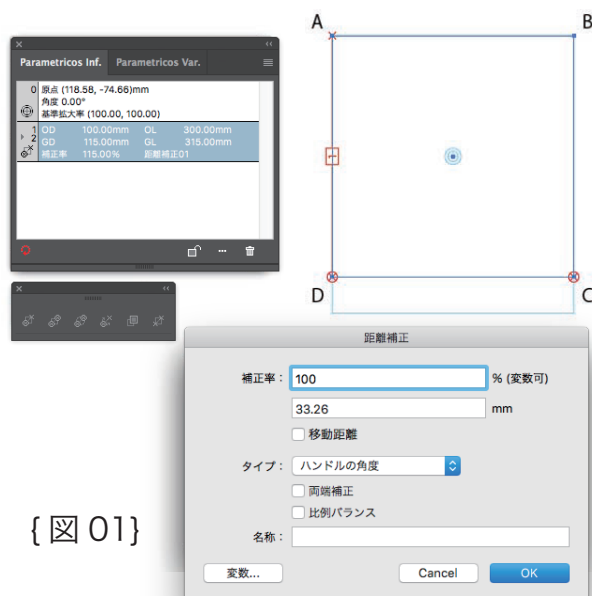 Parametricos Inf. Parametricos Var.
0 原点 (118.58, -74.66)mm
角度 0.00°
基準拡大率 (100.00, 100.00)
1 OD 100.00mm OL 300.00mm
2 GD 115.00mm GL 315.00mm
補正率 115.00% 距離補正01
A
B
D
C
距離補正
補正率： 100 % (変数可)
33.26 mm
移動距離
タイプ： ハンドルの角度
両端補正
比例バランス
名称：
変数... Cancel OK
{図 01}